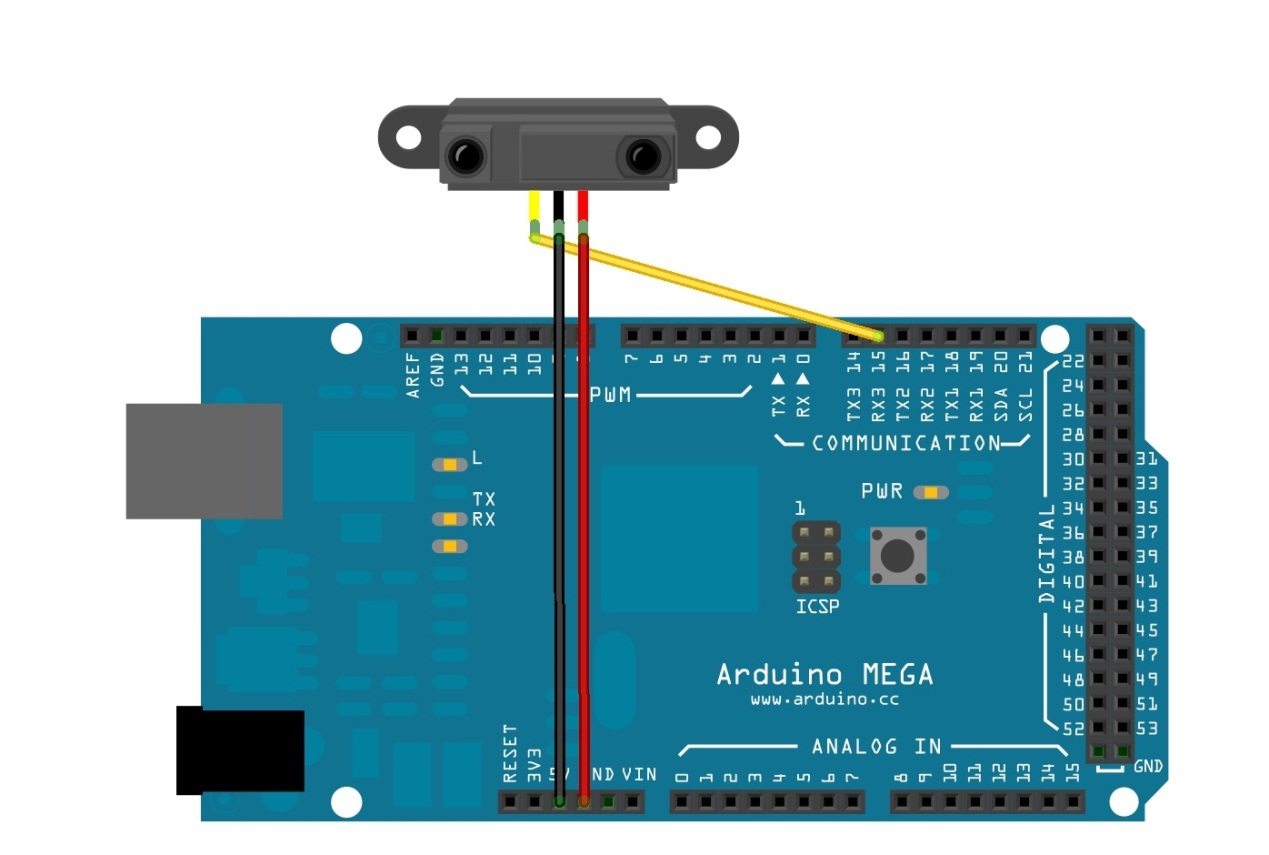 AREF
GND
13
12
11
10
7
6
5
4
3
2
1
0
14
15
16
17
18
19
20
21
TX
RX
TX3
RX3
TX2
RX2
TX1
RX1
SDA
SCL
PWM
COMMUNICATION
L
TX
RX
PWR
1
ICSP
DIGITAL
22
24
26
28
30 31
32 33
34 35
36 37
38 39
40 41
42 43
44 45
46 47
48 49
50 51
52 53
GND
Arduino MEGA
www.arduino.cc
ANALOG IN
RESET
3V3
VIN
0
1
2
3
4
5
6
7
8
9
10
11
12
13
14
15